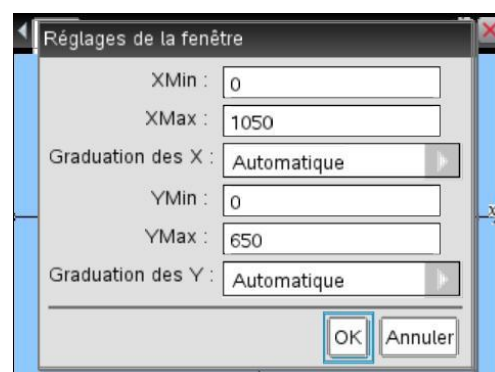 Réglages de la fenêtre
XMin : 0
XMax : 1050
Graduation des X : Automatique
YMin : 0
YMax : 650
Graduation des Y : Automatique
OK Annuler
x